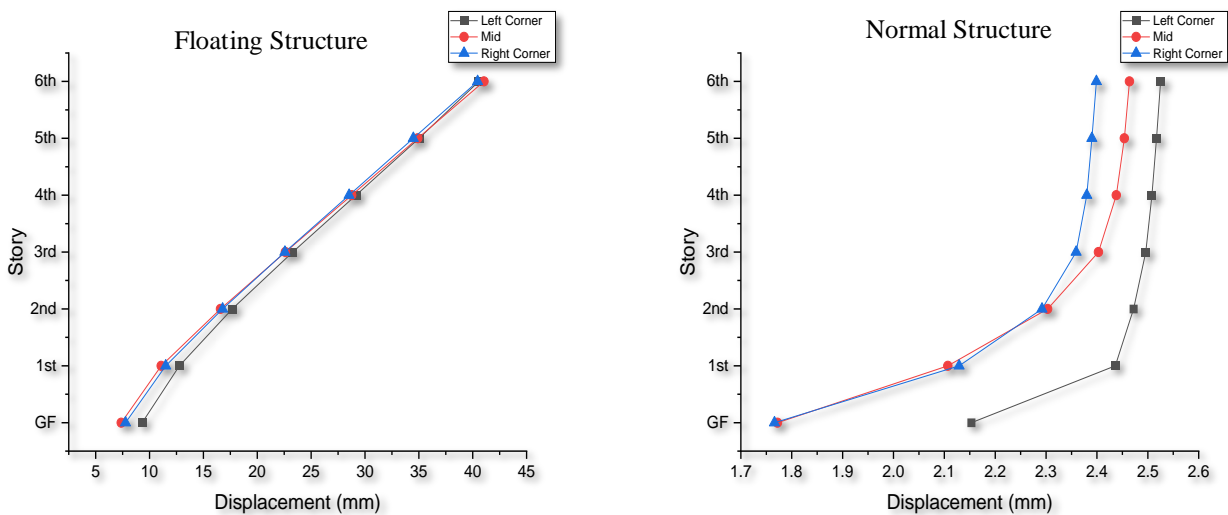 Floating Structure
Left Corner
Mid
Right Corner
6th
5th
4th
3rd
2nd
1st
GF
Story
5 10 15 20 25 30 35 40 45
Displacement (mm)
Normal Structure
Left Corner
Mid
Right Corner
6th
5th
4th
3rd
2nd
1st
GF
Story
1.7 1.8 1.9 2.0 2.1 2.2 2.3 2.4 2.5 2.6
Displacement (mm)